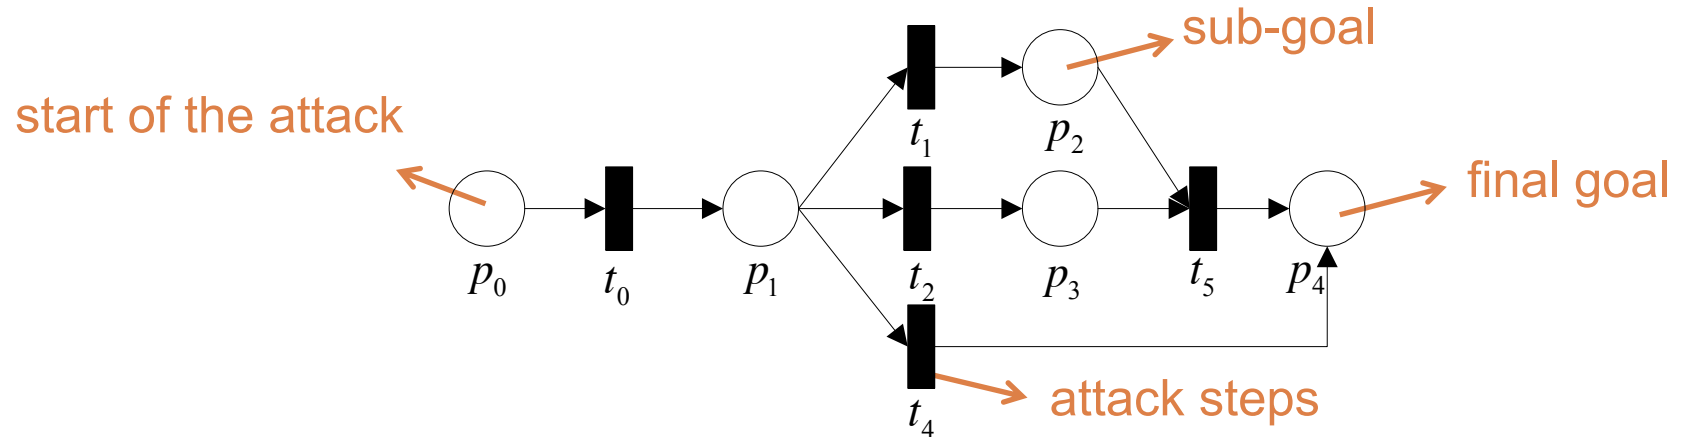 sub-goal
start of the attack
t₁
p₂
final goal
p₀
t₀
p₁
t₂
p₃
t₅
p₄
attack steps
t₄